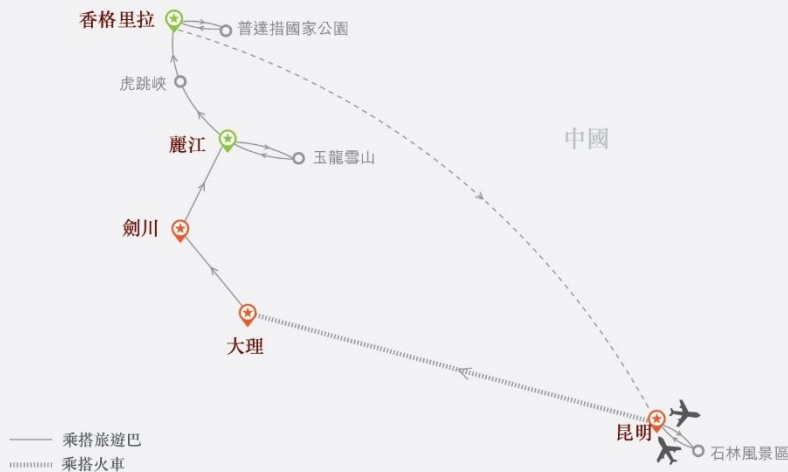 香格里拉
普達措國家公園
虎跳峽
中國
麗江
玉龍雪山
劍川
大理
昆明
石林風景區
乘搭旅遊巴
乘搭火車